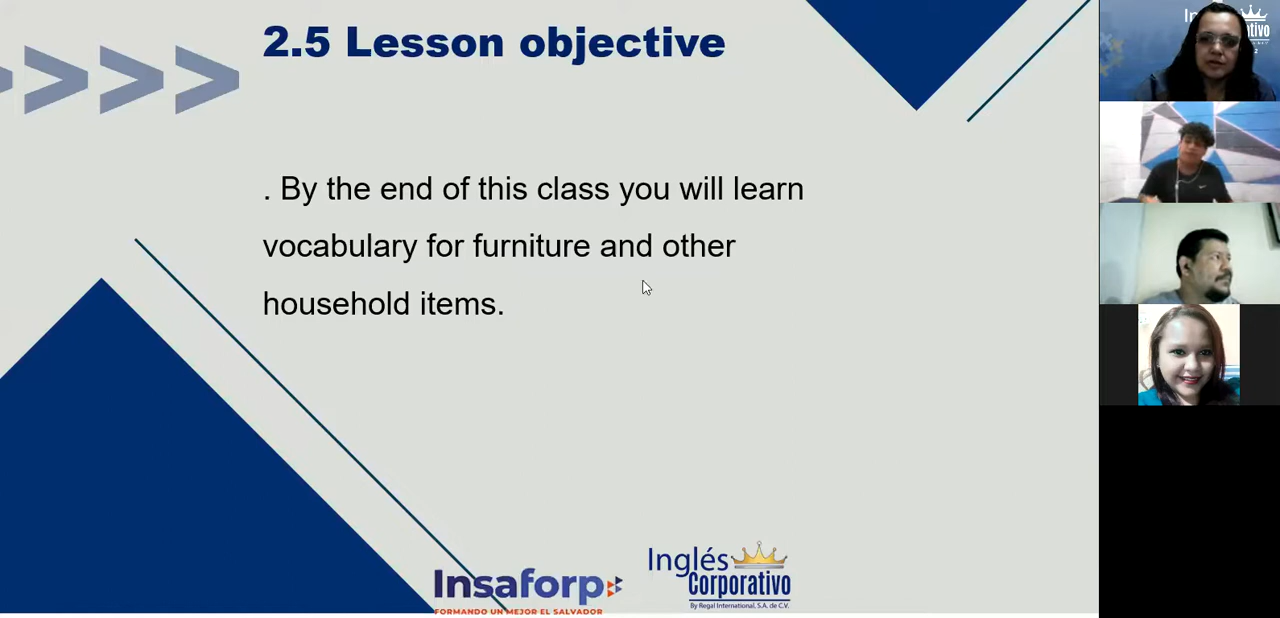 2.5 Lesson objective
. By the end of this class you will learn
vocabulary for furniture and other
household items.
Insaforp
FORMANDO UN MEJOR EL SALVADOR
Inglés
Corporativo
By Regal International, S.A. de C.V.